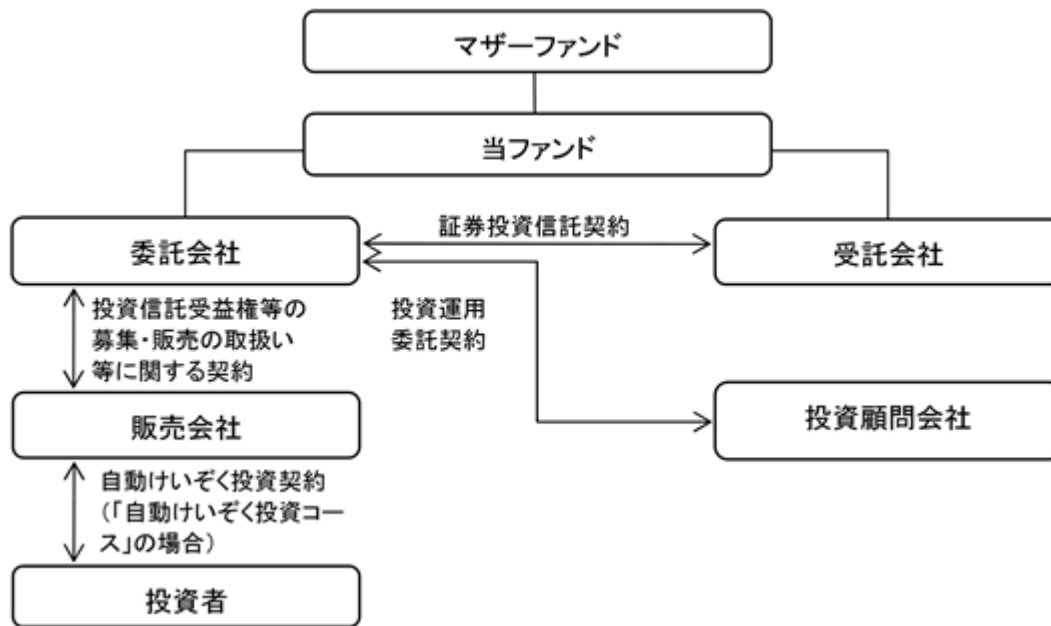 マザーファンド
当ファンド
委託会社
証券投資信託契約
受託会社
投資信託受益権等の
募集・販売の取扱い
等に関する契約
投資運用
委託契約
販売会社
投資顧問会社
自動けいぞく投資契約
(「自動けいぞく投資コー
ス」の場合)
投資者